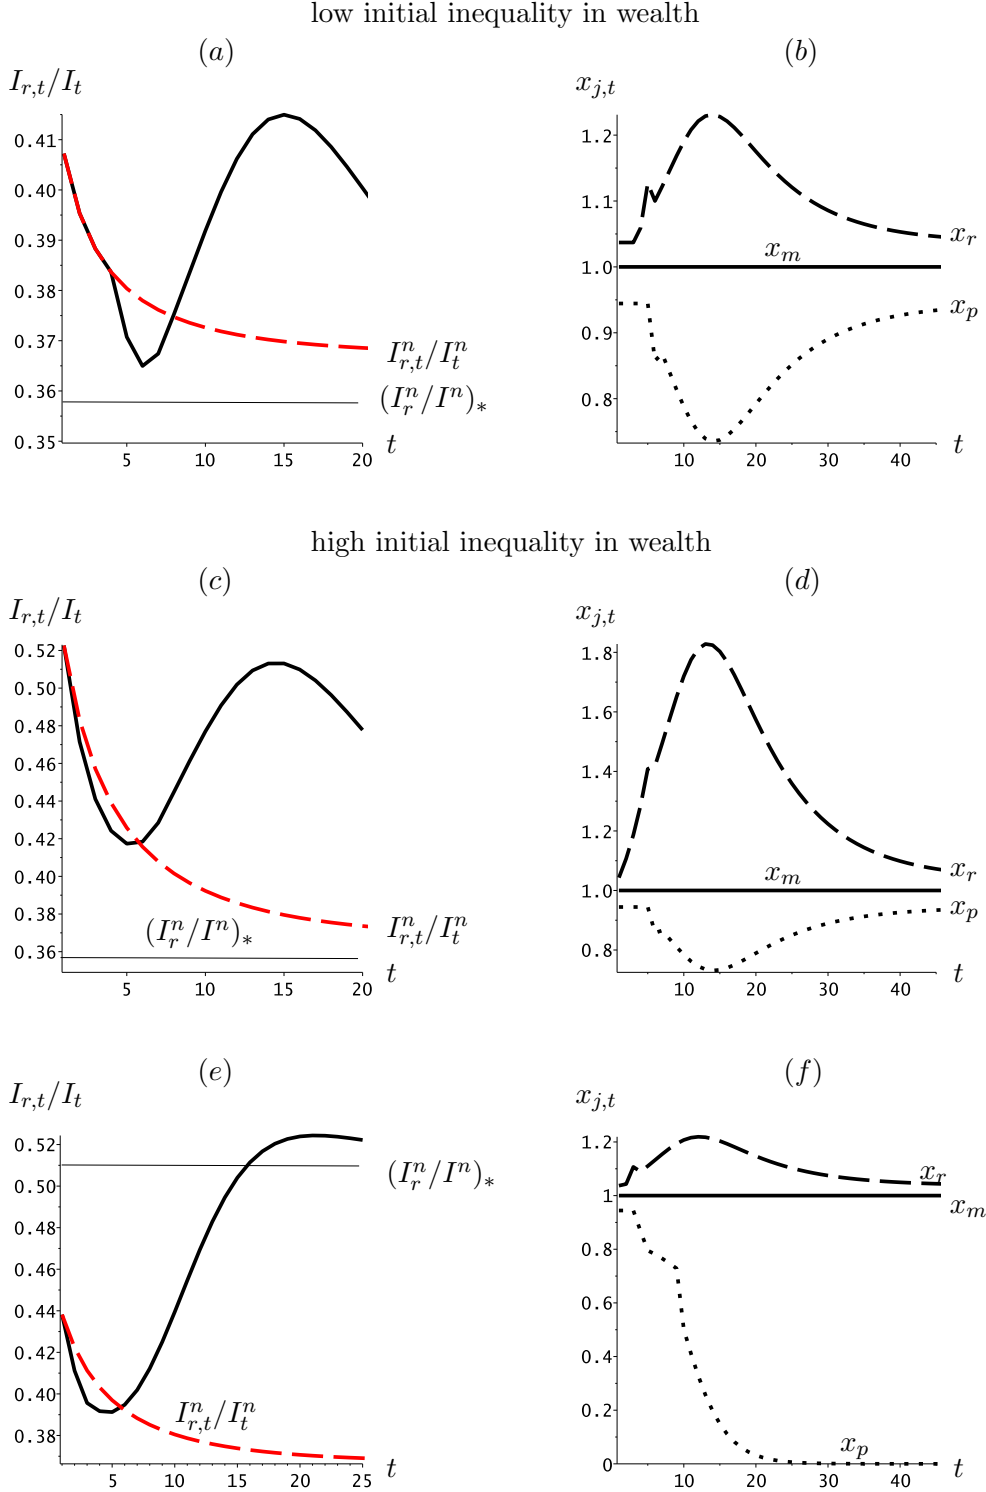 low initial inequality in wealth
(a) (b)
I_{r,t}/I_t x_{j,t}
0.41
0.40
0.39
0.38
0.37
0.36
0.35
5 10 15 20 t
I^n_{r,t}/I^n_t
(I^n_r/I^n)_*
1.2
1.1
1.0
0.9
0.8
10 20 30 40 t
x_r
x_m
x_p
high initial inequality in wealth
(c) (d)
I_{r,t}/I_t x_{j,t}
0.52
0.50
0.48
0.46
0.44
0.42
0.40
0.38
0.36
5 10 15 20 t
(I^n_r/I^n)_*
I^n_{r,t}/I^n_t
1.8
1.6
1.4
1.2
1.0
0.8
10 20 30 40 t
x_r
x_m
x_p
(e) (f)
I_{r,t}/I_t x_{j,t}
0.52
0.50
0.48
0.46
0.44
0.42
0.40
0.38
5 10 15 20 25 t
(I^n_r/I^n)_*
I^n_{r,t}/I^n_t
1.2
1
0.8
0.6
0.4
0.2
0
10 20 30 40 t
x_r
x_m
x_p